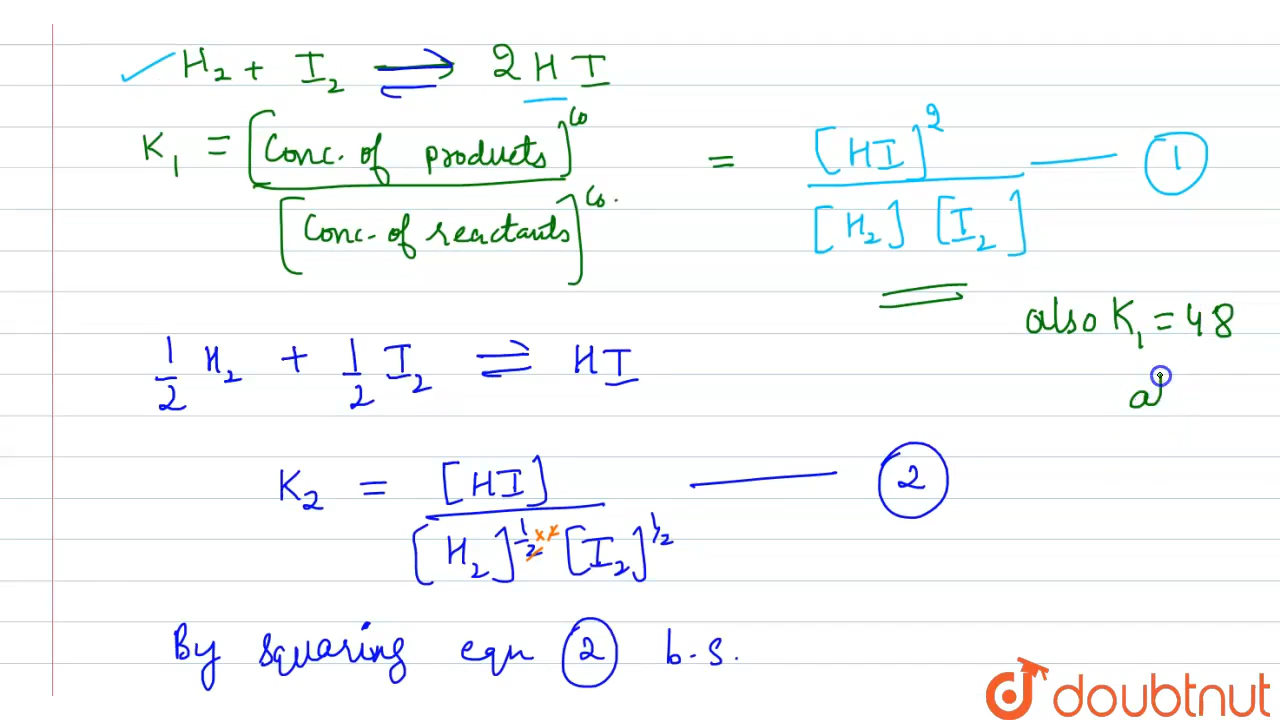 H₂ + I₂ ⇌ 2HI
K₁ = [Conc. of products]^Co / [Conc. of reactants]^Co. = [HI]² / [H₂] [I₂] — ①
also K₁ = 48
a
½ H₂ + ½ I₂ ⇌ HI
K₂ = [HI] / [H₂]^½ ˣ ² [I₂]^½ — ②
By squaring eqn ② b.s.
doubtnut